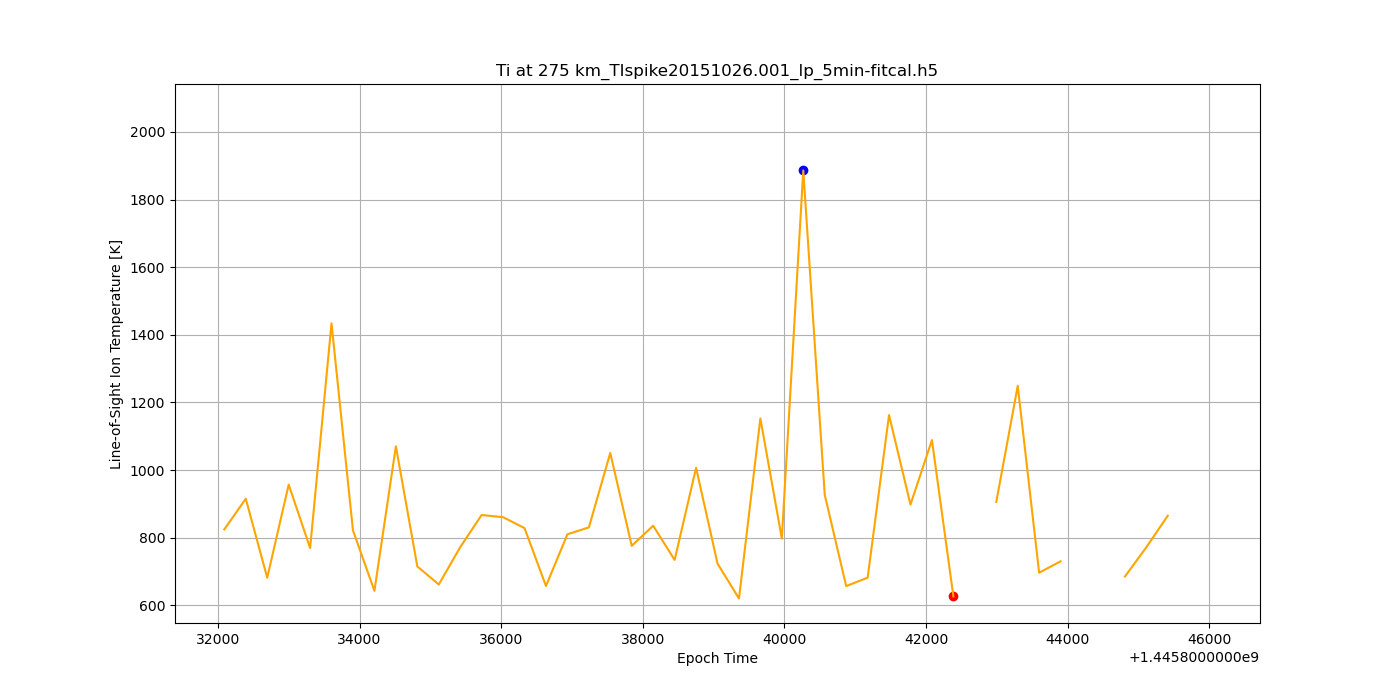 Ti at 275 km_TIspike20151026.001_lp_5min-fitcal.h5
Line-of-Sight Ion Temperature [K]
2000
1800
1600
1400
1200
1000
800
600
32000 34000 36000 38000 40000 42000 44000 46000
Epoch Time
+1.4458000000e9